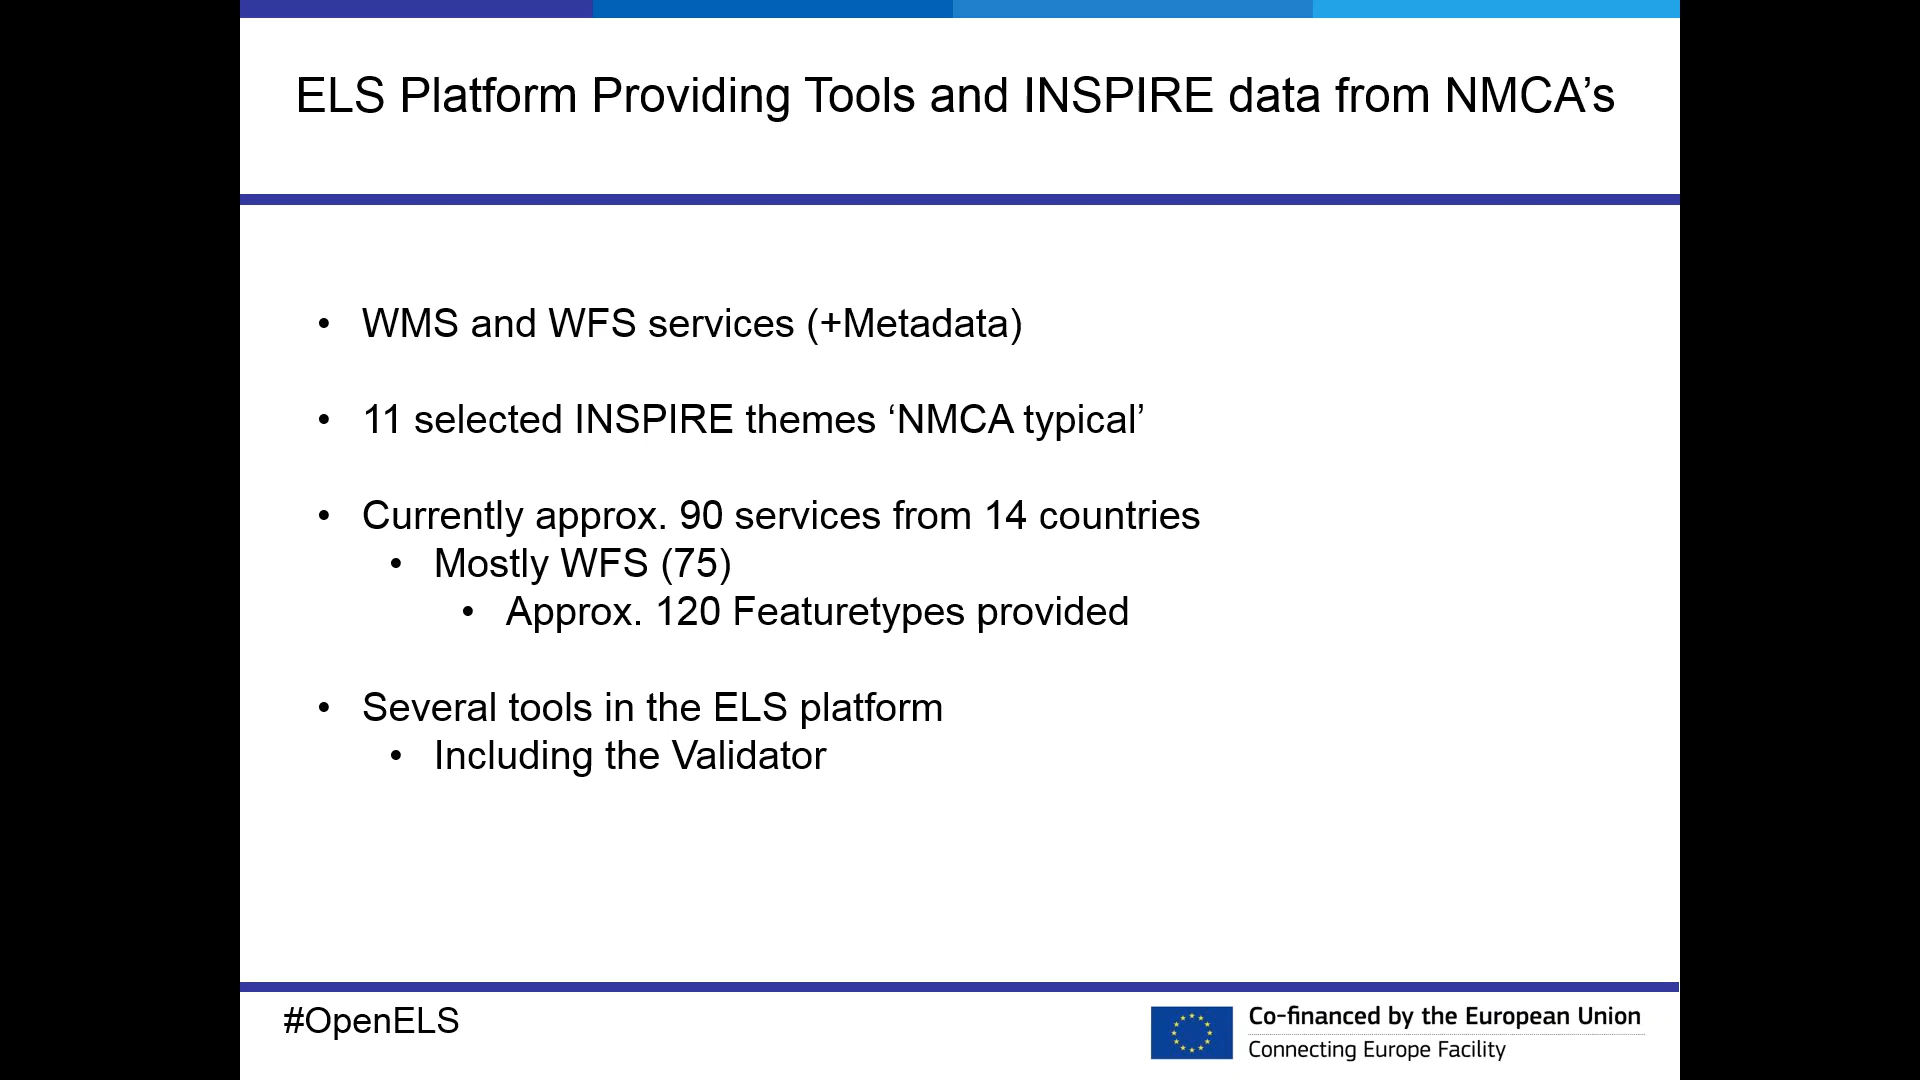 ELS Platform Providing Tools and INSPIRE data from NMCA’s
• WMS and WFS services (+Metadata)
• 11 selected INSPIRE themes ‘NMCA typical’
• Currently approx. 90 services from 14 countries
• Mostly WFS (75)
• Approx. 120 Featuretypes provided
• Several tools in the ELS platform
• Including the Validator
#OpenELS
Co-financed by the European Union
Connecting Europe Facility